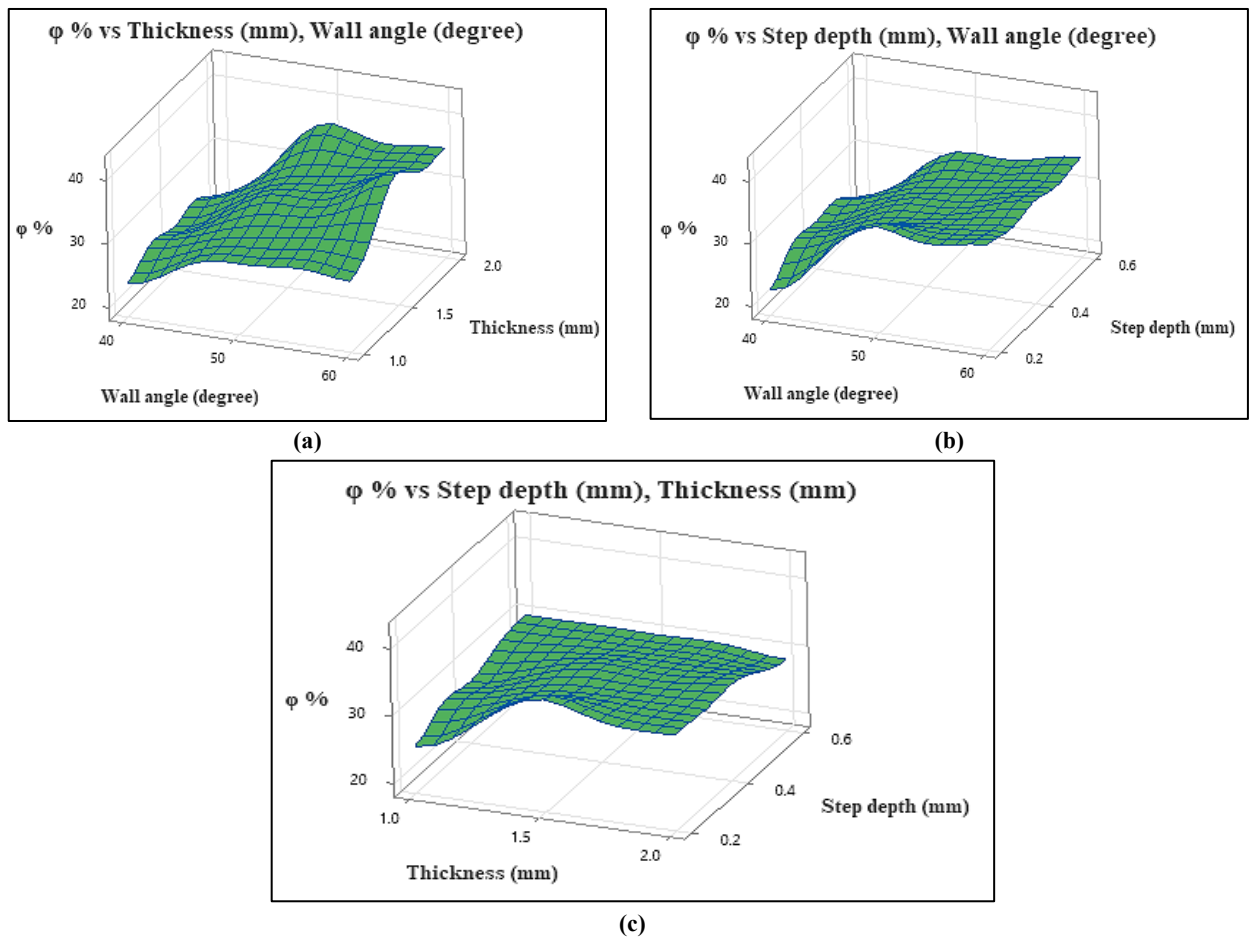 φ % vs Thickness (mm), Wall angle (degree)
40
30
φ %
20
40
50
60
Wall angle (degree)
1.0
1.5
2.0
Thickness (mm)
(a)
φ % vs Step depth (mm), Wall angle (degree)
40
30
φ %
20
40
50
60
Wall angle (degree)
0.2
0.4
0.6
Step depth (mm)
(b)
φ % vs Step depth (mm), Thickness (mm)
40
30
φ %
20
1.0
1.5
2.0
Thickness (mm)
0.2
0.4
0.6
Step depth (mm)
(c)